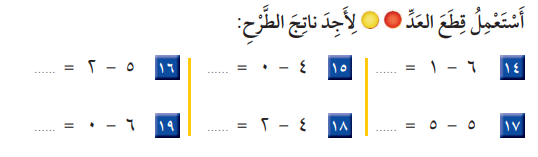 أَسْتَعْمِلُ قِطَعَ العَدِّ لِأَجِدَ ناتِجَ الطَّرْحِ:
١٤ ٦ − ١ = ...... ١٥ ٤ − ٠ = ...... ١٦ ٥ − ٢ = ......
١٧ ٥ − ٥ = ...... ١٨ ٤ − ٢ = ...... ١٩ ٦ − ٠ = ......